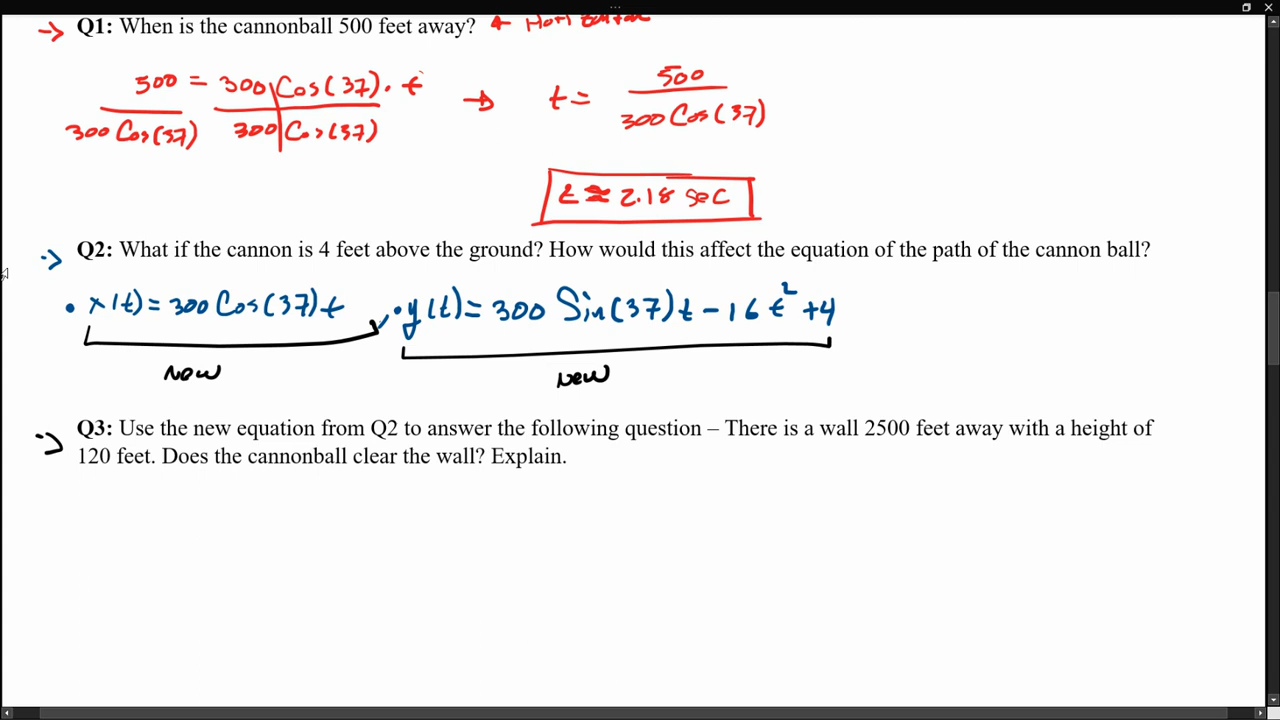 → Q1: When is the cannonball 500 feet away? ← Horizontal
500 = 300 Cos(37) · t → t = 500
300 Cos(37) 300 Cos(37) 300 Cos(37)
t ≈ 2.18 sec
Q2: What if the cannon is 4 feet above the ground? How would this affect the equation of the path of the cannon ball?
• x(t) = 300 Cos(37) t , • y(t) = 300 Sin(37) t − 16 t² + 4
New New
Q3: Use the new equation from Q2 to answer the following question – There is a wall 2500 feet away with a height of
120 feet. Does the cannonball clear the wall? Explain.